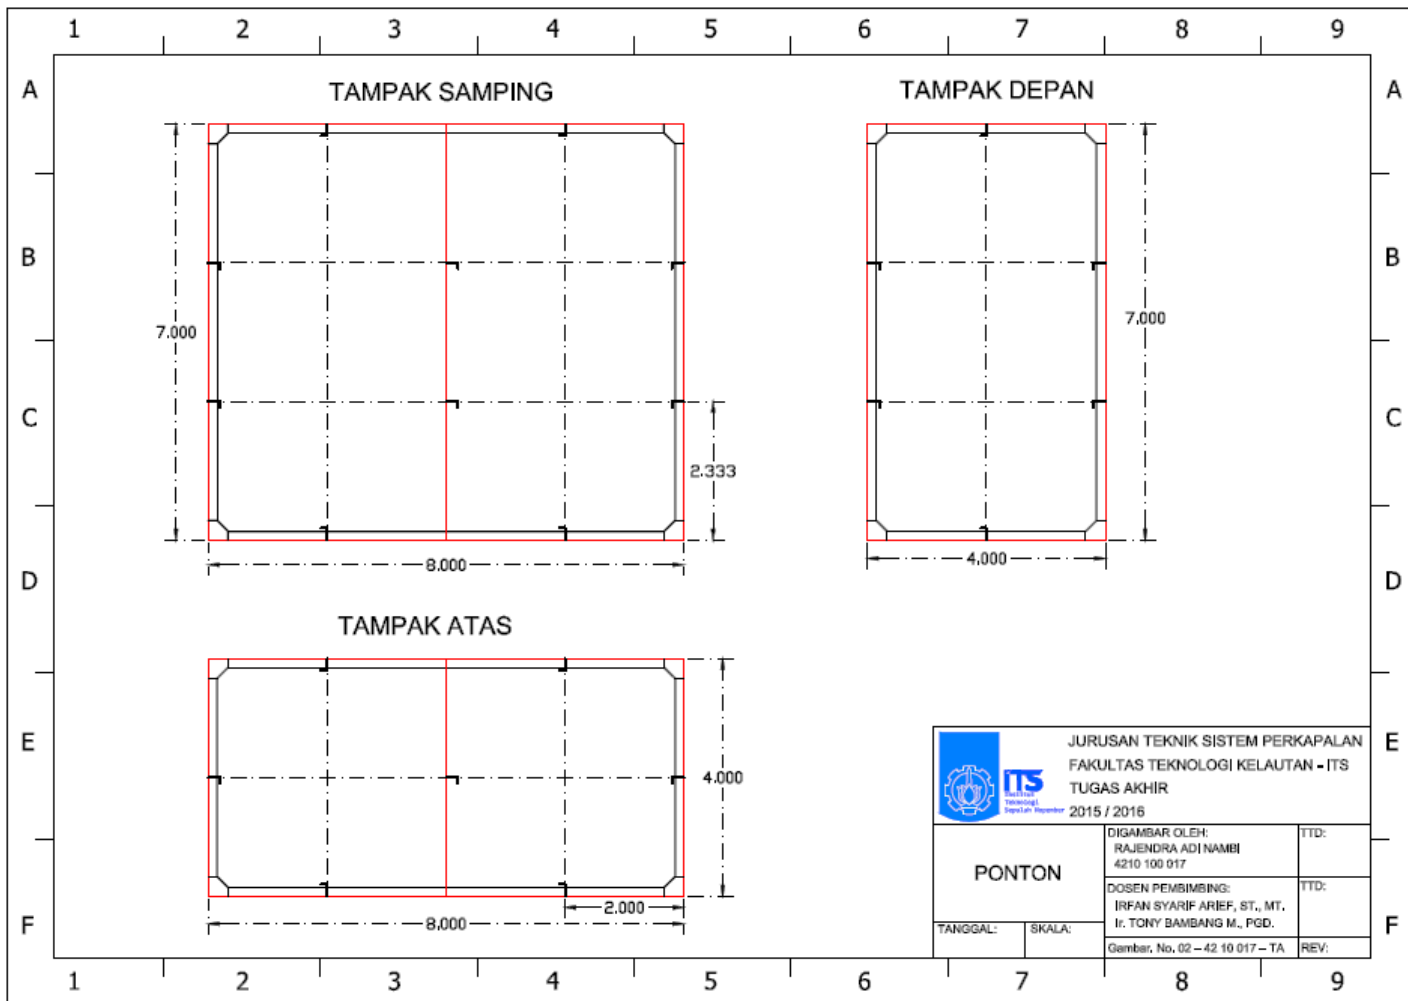 1 2 3 4 5 6 7 8 9
A A
TAMPAK SAMPING
TAMPAK DEPAN
B B
7.000
7.000
C C
2.333
8.000
4.000
D D
TAMPAK ATAS
E E
4.000
2.000
8.000
F F
JURUSAN TEKNIK SISTEM PERKAPALAN
FAKULTAS TEKNOLOGI KELAUTAN - ITS
TUGAS AKHIR
2015 / 2016
ITS
Institut
Teknologi
Sepuluh Nopember
PONTON
DIGAMBAR OLEH:
RAJENDRA ADI NAMBI
4210 100 017
TTD:
DOSEN PEMBIMBING:
IRFAN SYARIF ARIEF, ST., MT.
Ir. TONY BAMBANG M., PGD.
TTD:
TANGGAL:
SKALA:
Gambar. No. 02 – 42 10 017 – TA
REV:
1 2 3 4 5 6 7 8 9